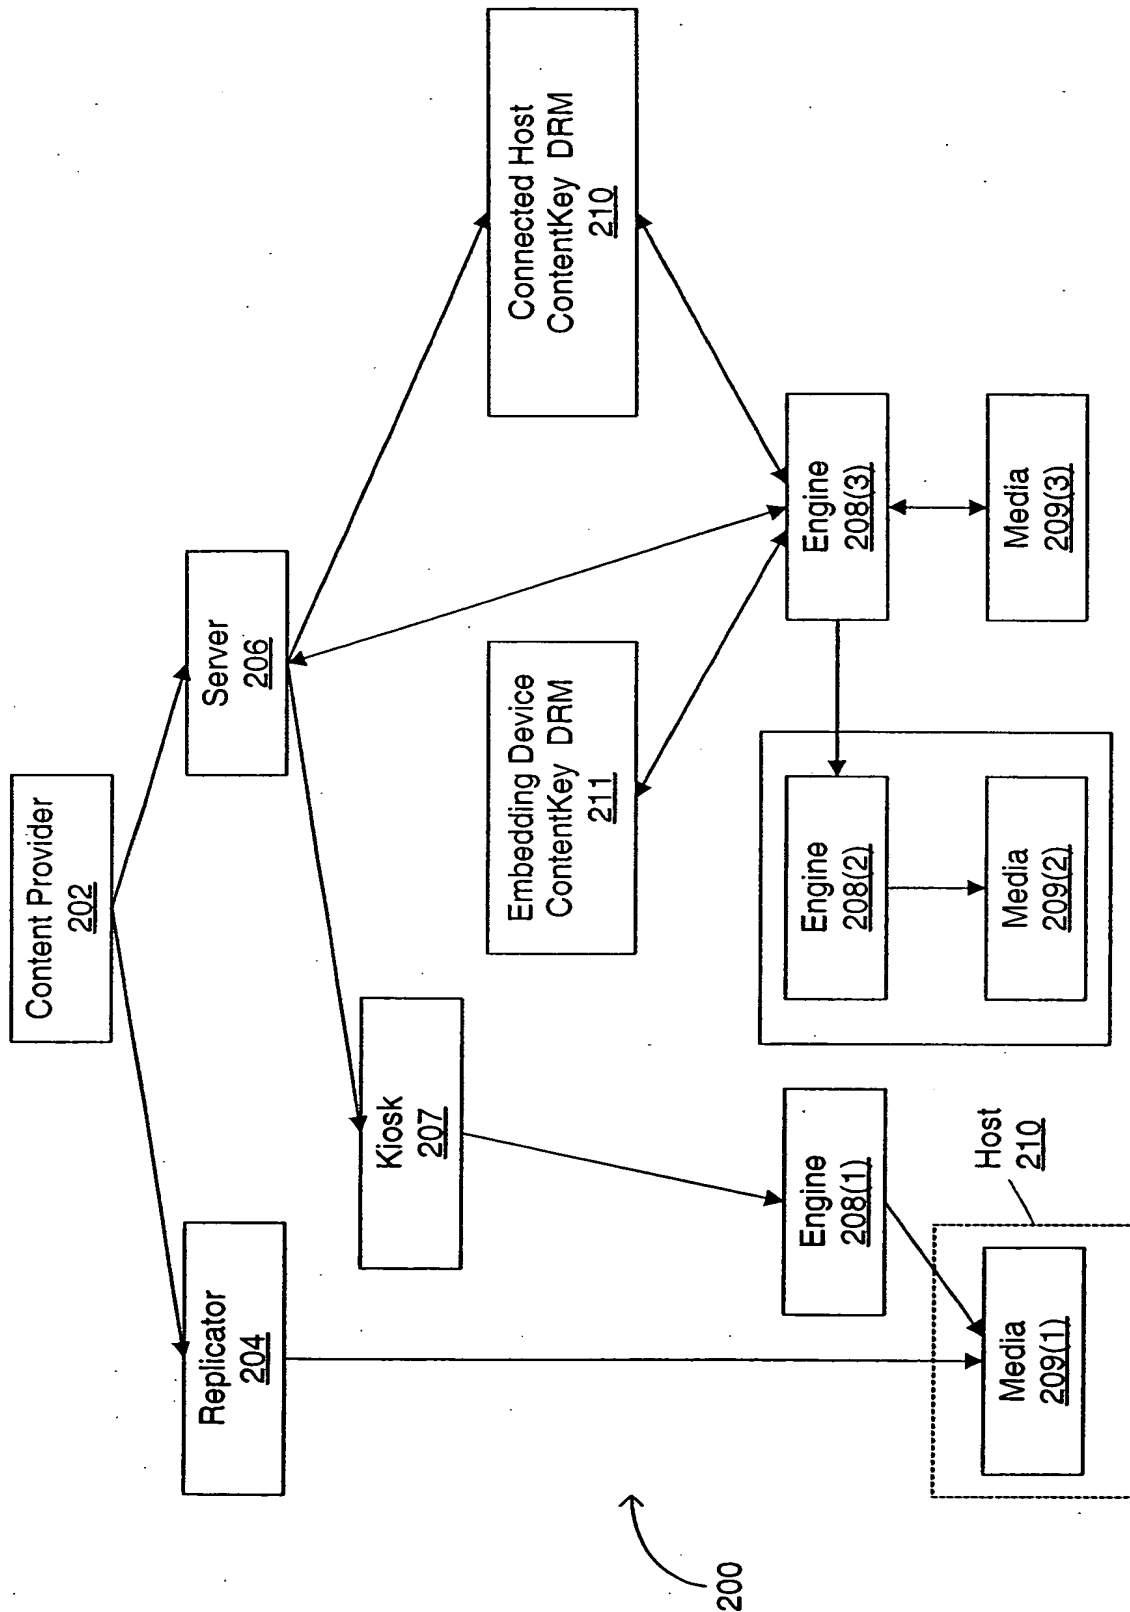 Content Provider
202
Replicator
204
Server
206
Kiosk
207
Embedding Device
ContentKey DRM
211
Connected Host
ContentKey DRM
210
Engine
208(1)
Engine
208(2)
Engine
208(3)
Host
210
Media
209(1)
Media
209(2)
Media
209(3)
200